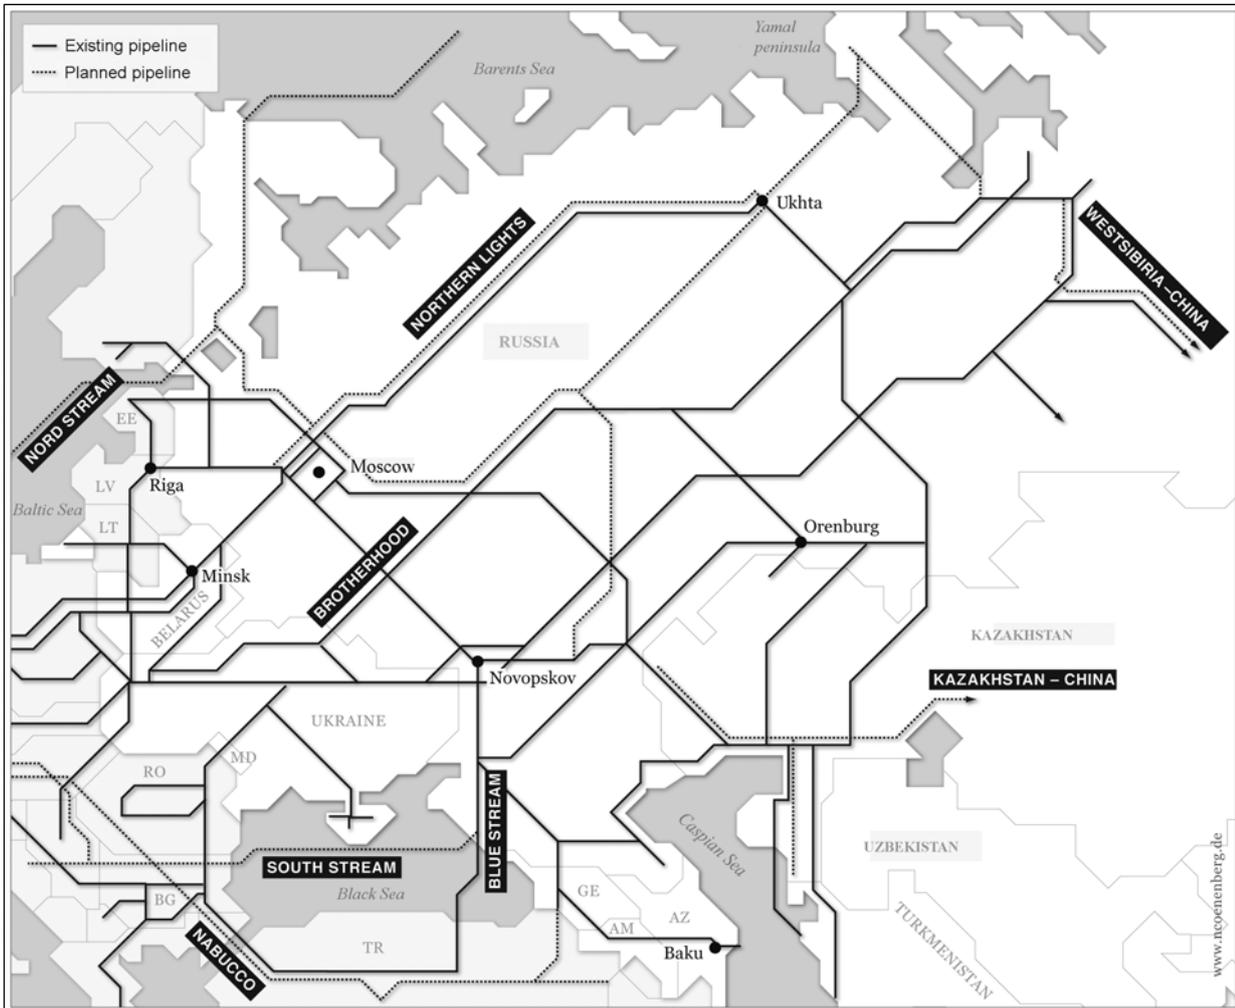 Existing pipeline
Planned pipeline
Barents Sea
Yamal
peninsula
Ukhta
NORTHERN LIGHTS
WESTSIBIRIA–CHINA
RUSSIA
NORD STREAM
EE
Moscow
Riga
LV
Baltic Sea
LT
Orenburg
BROTHERHOOD
Minsk
BELARUS
KAZAKHSTAN
Novopskov
KAZAKHSTAN – CHINA
UKRAINE
MD
RO
BLUE STREAM
Caspian Sea
UZBEKISTAN
SOUTH STREAM
Black Sea
BG
GE
AZ
AM
TURKMENISTAN
TR
Baku
NABUCCO
www.ncoenenberg.de